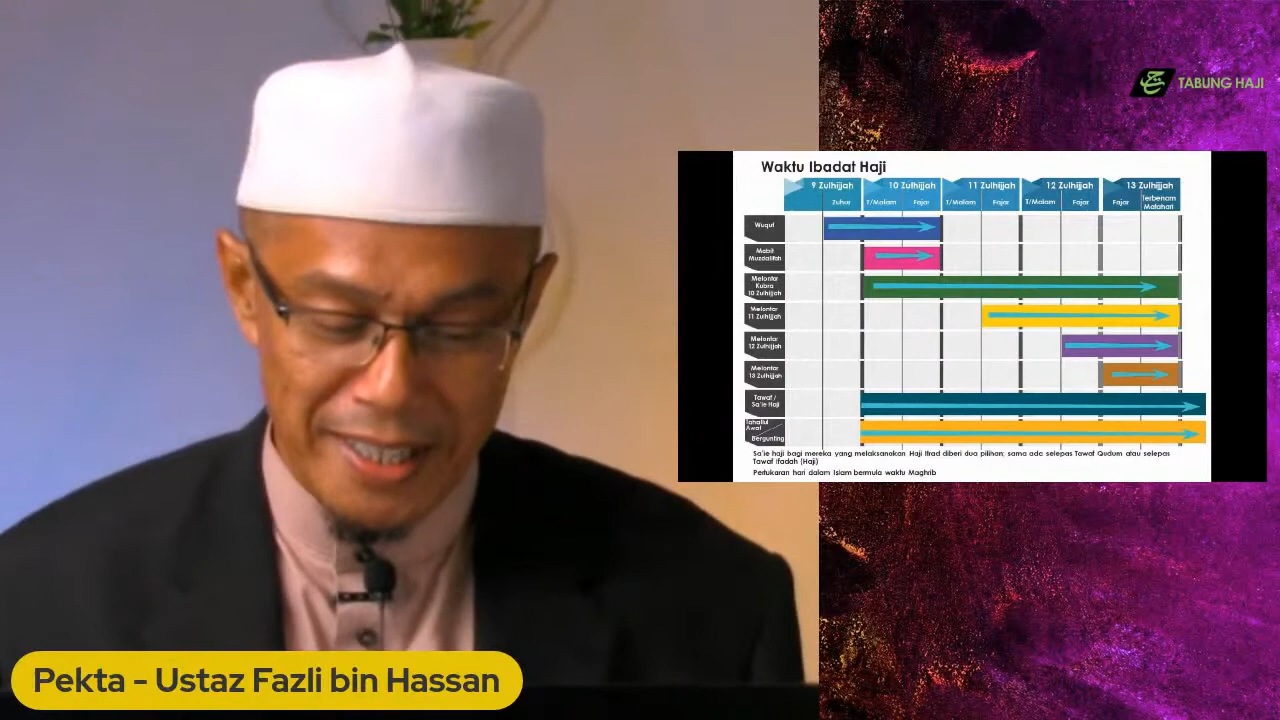 TABUNG HAJI
Waktu Ibadat Haji
9 Zulhijjah 10 Zulhijjah 11 Zulhijjah 12 Zulhijjah 13 Zulhijjah
Zuhur T/Malam Fajar T/Malam Fajar T/Malam Fajar Fajar Terbenam
Matahari
Wuquf
Mabit
Muzdalifah
Melontar
Kubra
10 Zulhijjah
Melontar
11 Zulhijjah
Melontar
12 Zulhijjah
Melontar
13 Zulhijjah
Tawaf /
Sa'ie Haji
Tahallul
Awal
Bergunting
Sa'ie haji bagi mereka yang melaksanakan Haji Ifrad diberi dua pilihan; sama ada selepas Tawaf Qudum atau selepas
Tawaf Ifadah (Haji)
Pertukaran hari dalam Islam bermula waktu Maghrib
Pekta - Ustaz Fazli bin Hassan